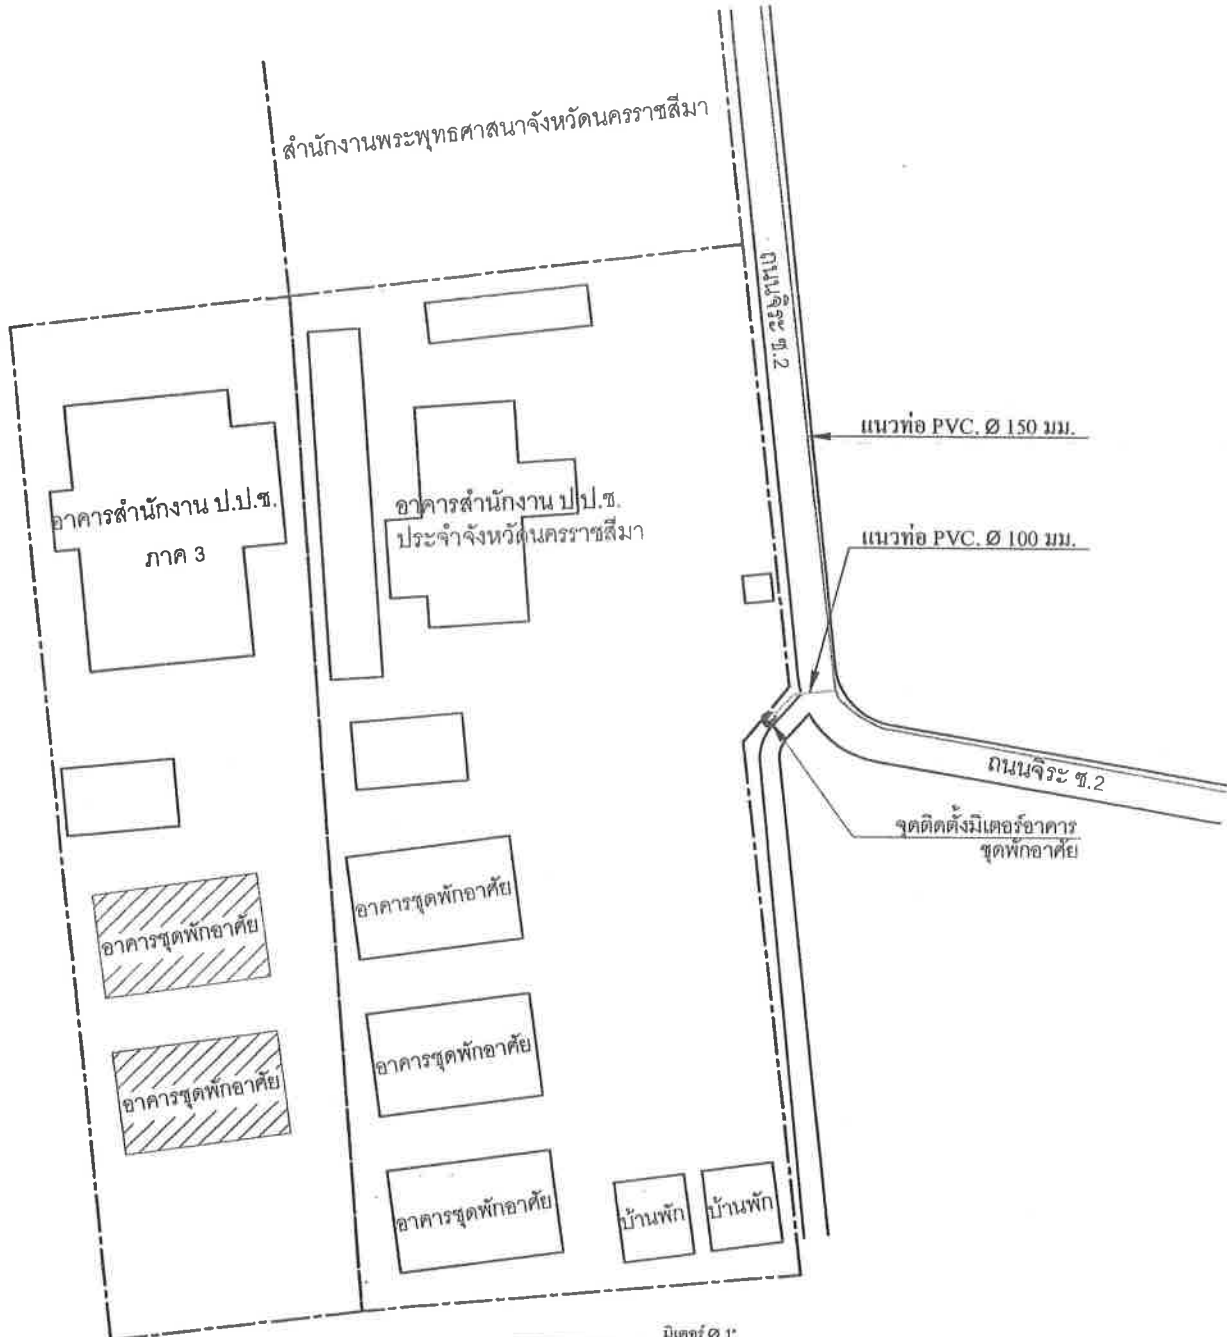 สำนักงานพระพุทธศาสนาจังหวัดนครราชสีมา
ถนนจิระ ซ.2
แนวท่อ PVC. Ø 150 มม.
อาคารสำนักงาน ป.ป.ช.
ภาค 3
อาคารสำนักงาน ป.ป.ช.
ประจำจังหวัดนครราชสีมา
แนวท่อ PVC. Ø 100 มม.
ถนนจิระ ซ.2
จุดติดตั้งมิเตอร์อาคาร
ชุดพักอาศัย
อาคารชุดพักอาศัย
อาคารชุดพักอาศัย
อาคารชุดพักอาศัย
อาคารชุดพักอาศัย
อาคารชุดพักอาศัย
บ้านพัก
บ้านพัก
มิเตอร์ Ø 1"